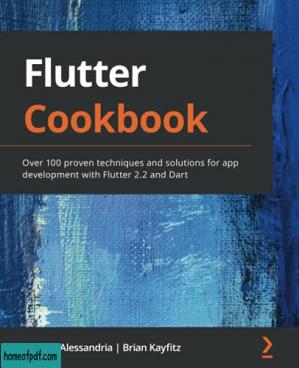 Flutter
Cookbook
Over 100 proven techniques and solutions for app
development with Flutter 2.2 and Dart
Alessandria | Brian Kayfitz
homeofpdf.com